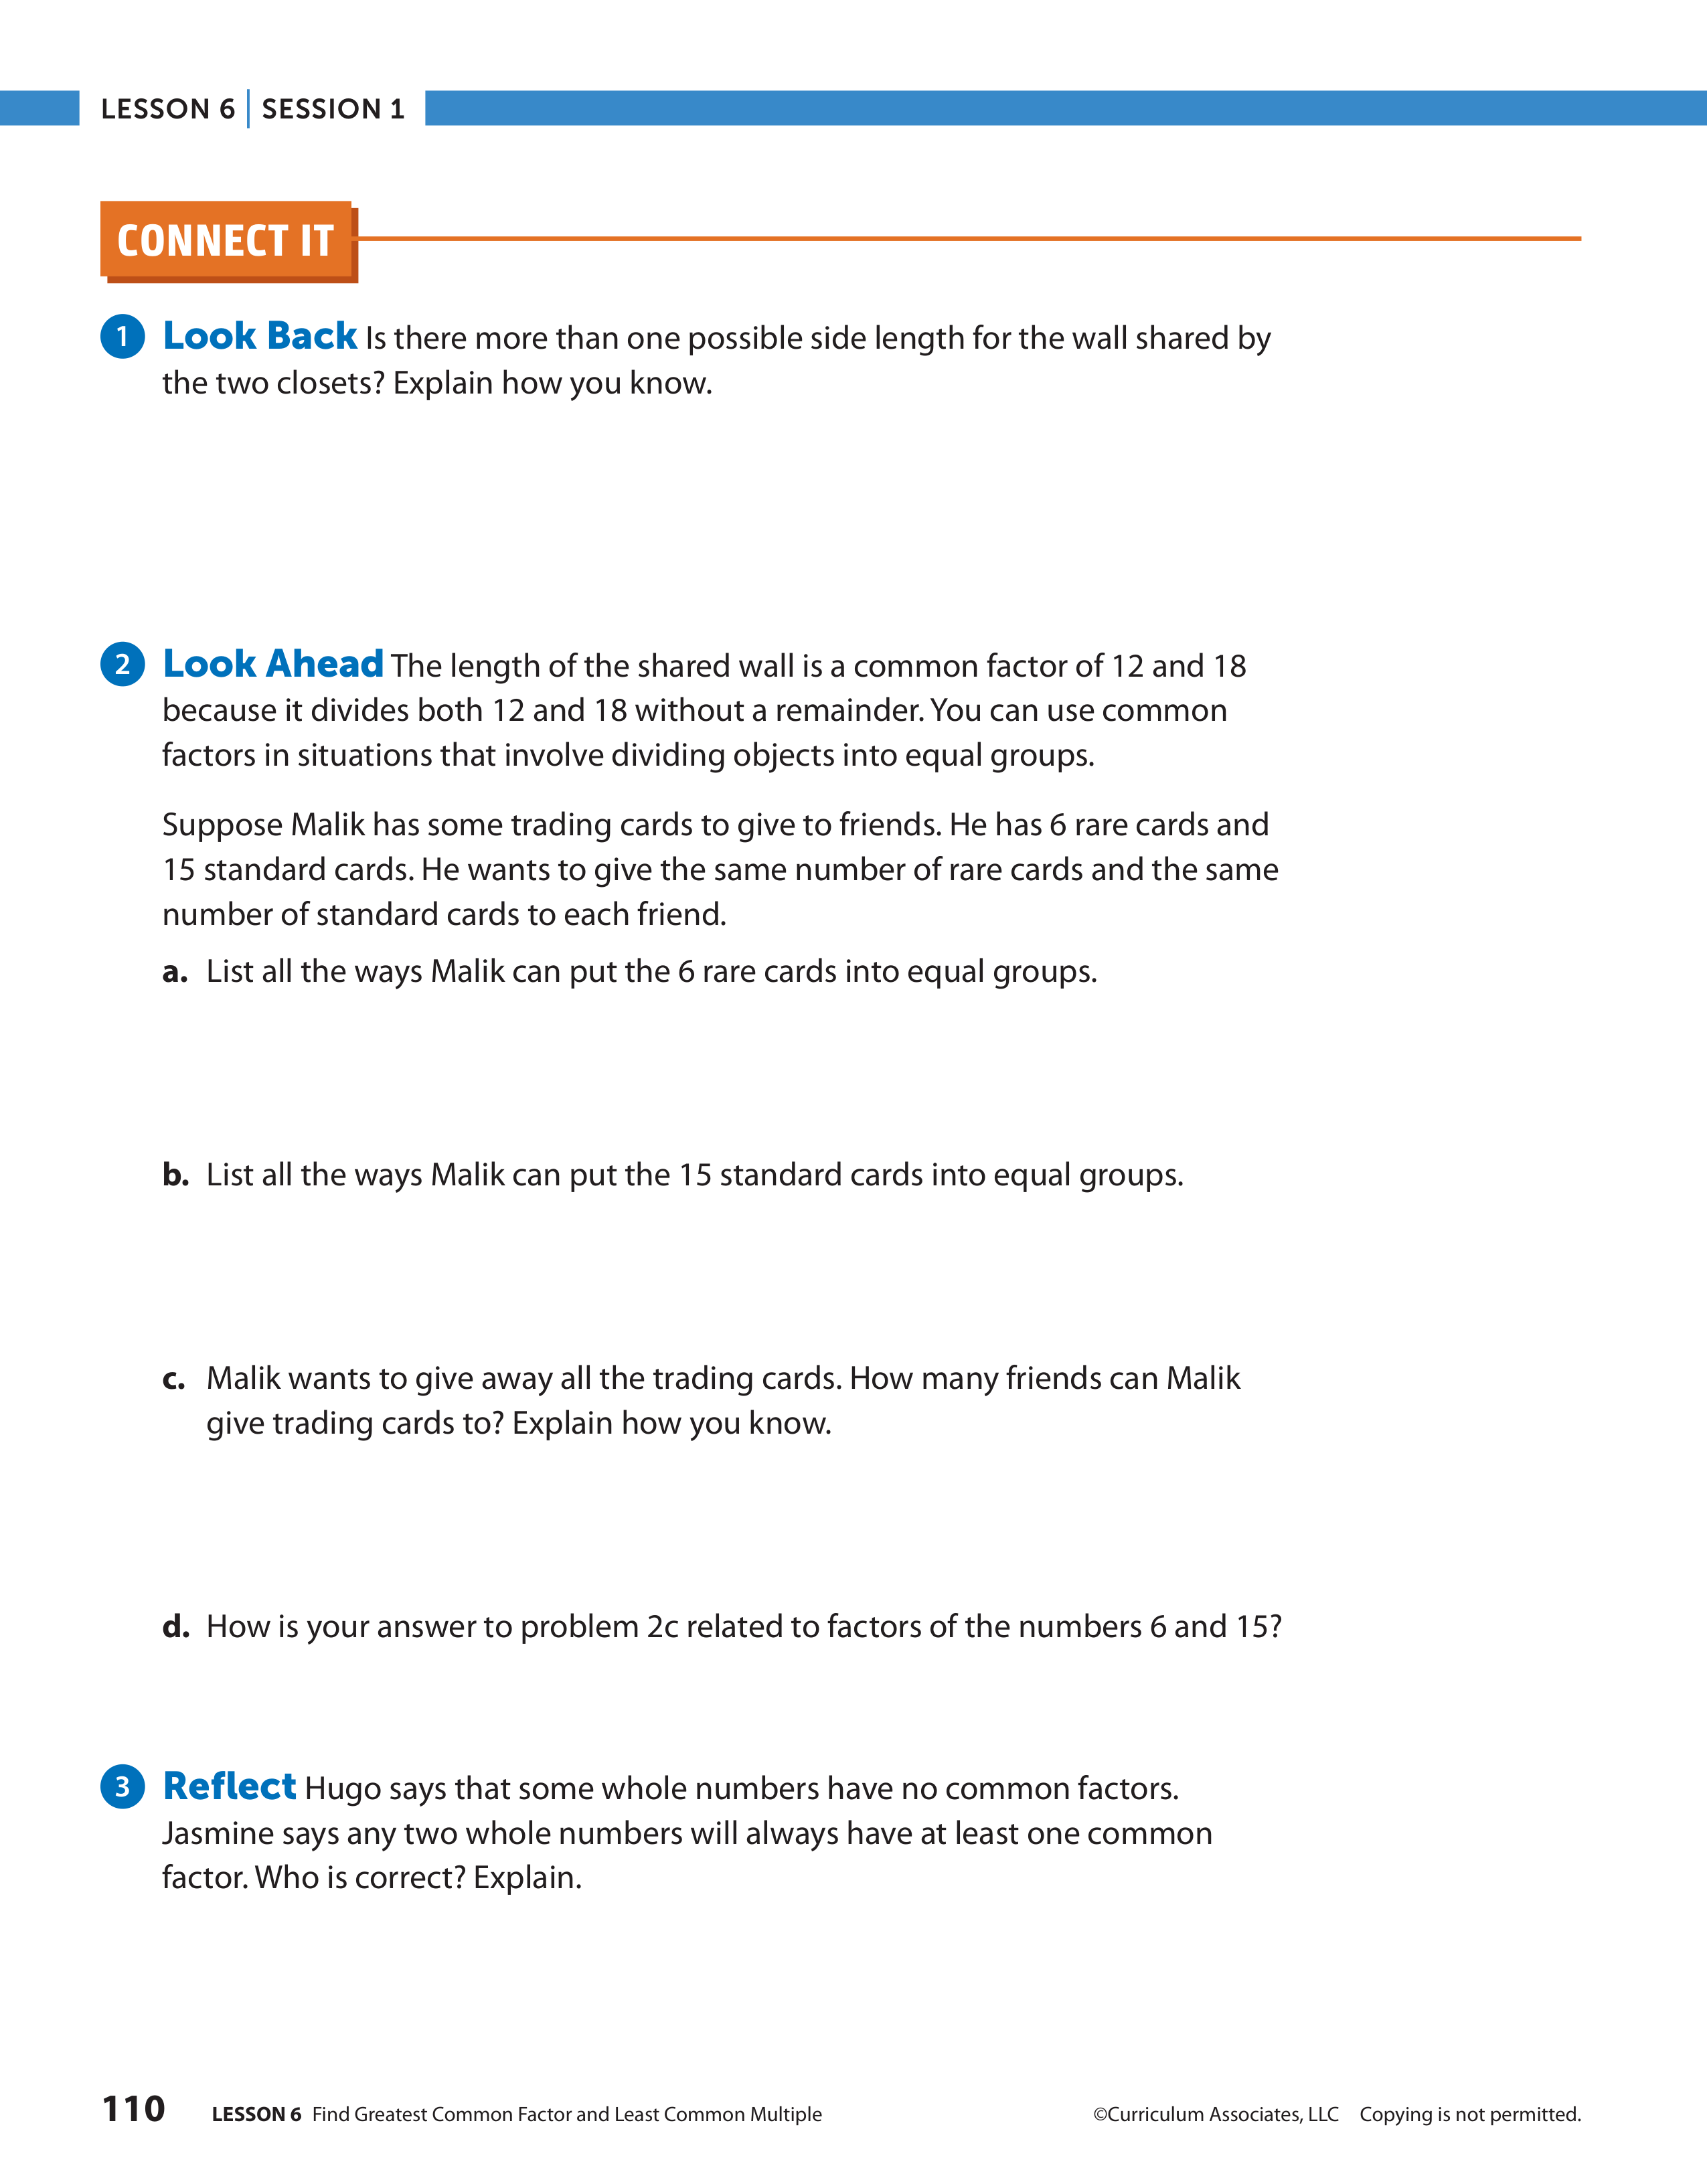 LESSON 6 | SESSION 1
CONNECT IT
1 Look Back Is there more than one possible side length for the wall shared by
the two closets? Explain how you know.
2 Look Ahead The length of the shared wall is a common factor of 12 and 18
because it divides both 12 and 18 without a remainder. You can use common
factors in situations that involve dividing objects into equal groups.
Suppose Malik has some trading cards to give to friends. He has 6 rare cards and
15 standard cards. He wants to give the same number of rare cards and the same
number of standard cards to each friend.
a. List all the ways Malik can put the 6 rare cards into equal groups.
b. List all the ways Malik can put the 15 standard cards into equal groups.
c. Malik wants to give away all the trading cards. How many friends can Malik
give trading cards to? Explain how you know.
d. How is your answer to problem 2c related to factors of the numbers 6 and 15?
3 Reflect Hugo says that some whole numbers have no common factors.
Jasmine says any two whole numbers will always have at least one common
factor. Who is correct? Explain.
110 LESSON 6 Find Greatest Common Factor and Least Common Multiple ©Curriculum Associates, LLC Copying is not permitted.